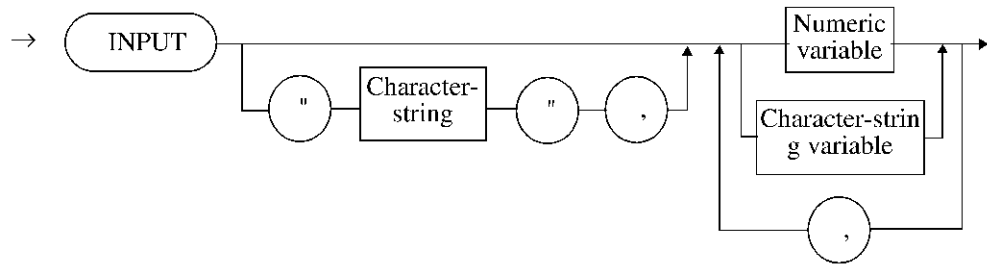 → INPUT
"
Character-
string
"
,
Numeric
variable
Character-strin
g variable
,